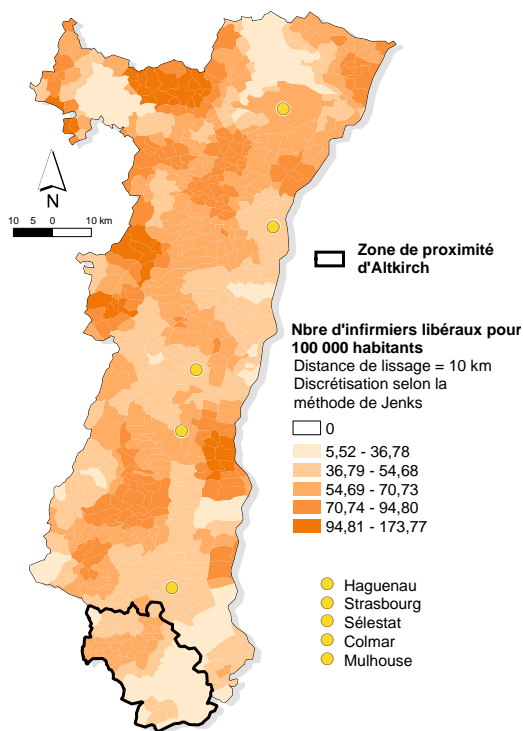 N
10 5 0 10 km
Zone de proximité
d'Altkirch
Nbre d'infirmiers libéraux pour
100 000 habitants
Distance de lissage = 10 km
Discrétisation selon la
méthode de Jenks
0
5,52 - 36,78
36,79 - 54,68
54,69 - 70,73
70,74 - 94,80
94,81 - 173,77
Haguenau
Strasbourg
Sélestat
Colmar
Mulhouse